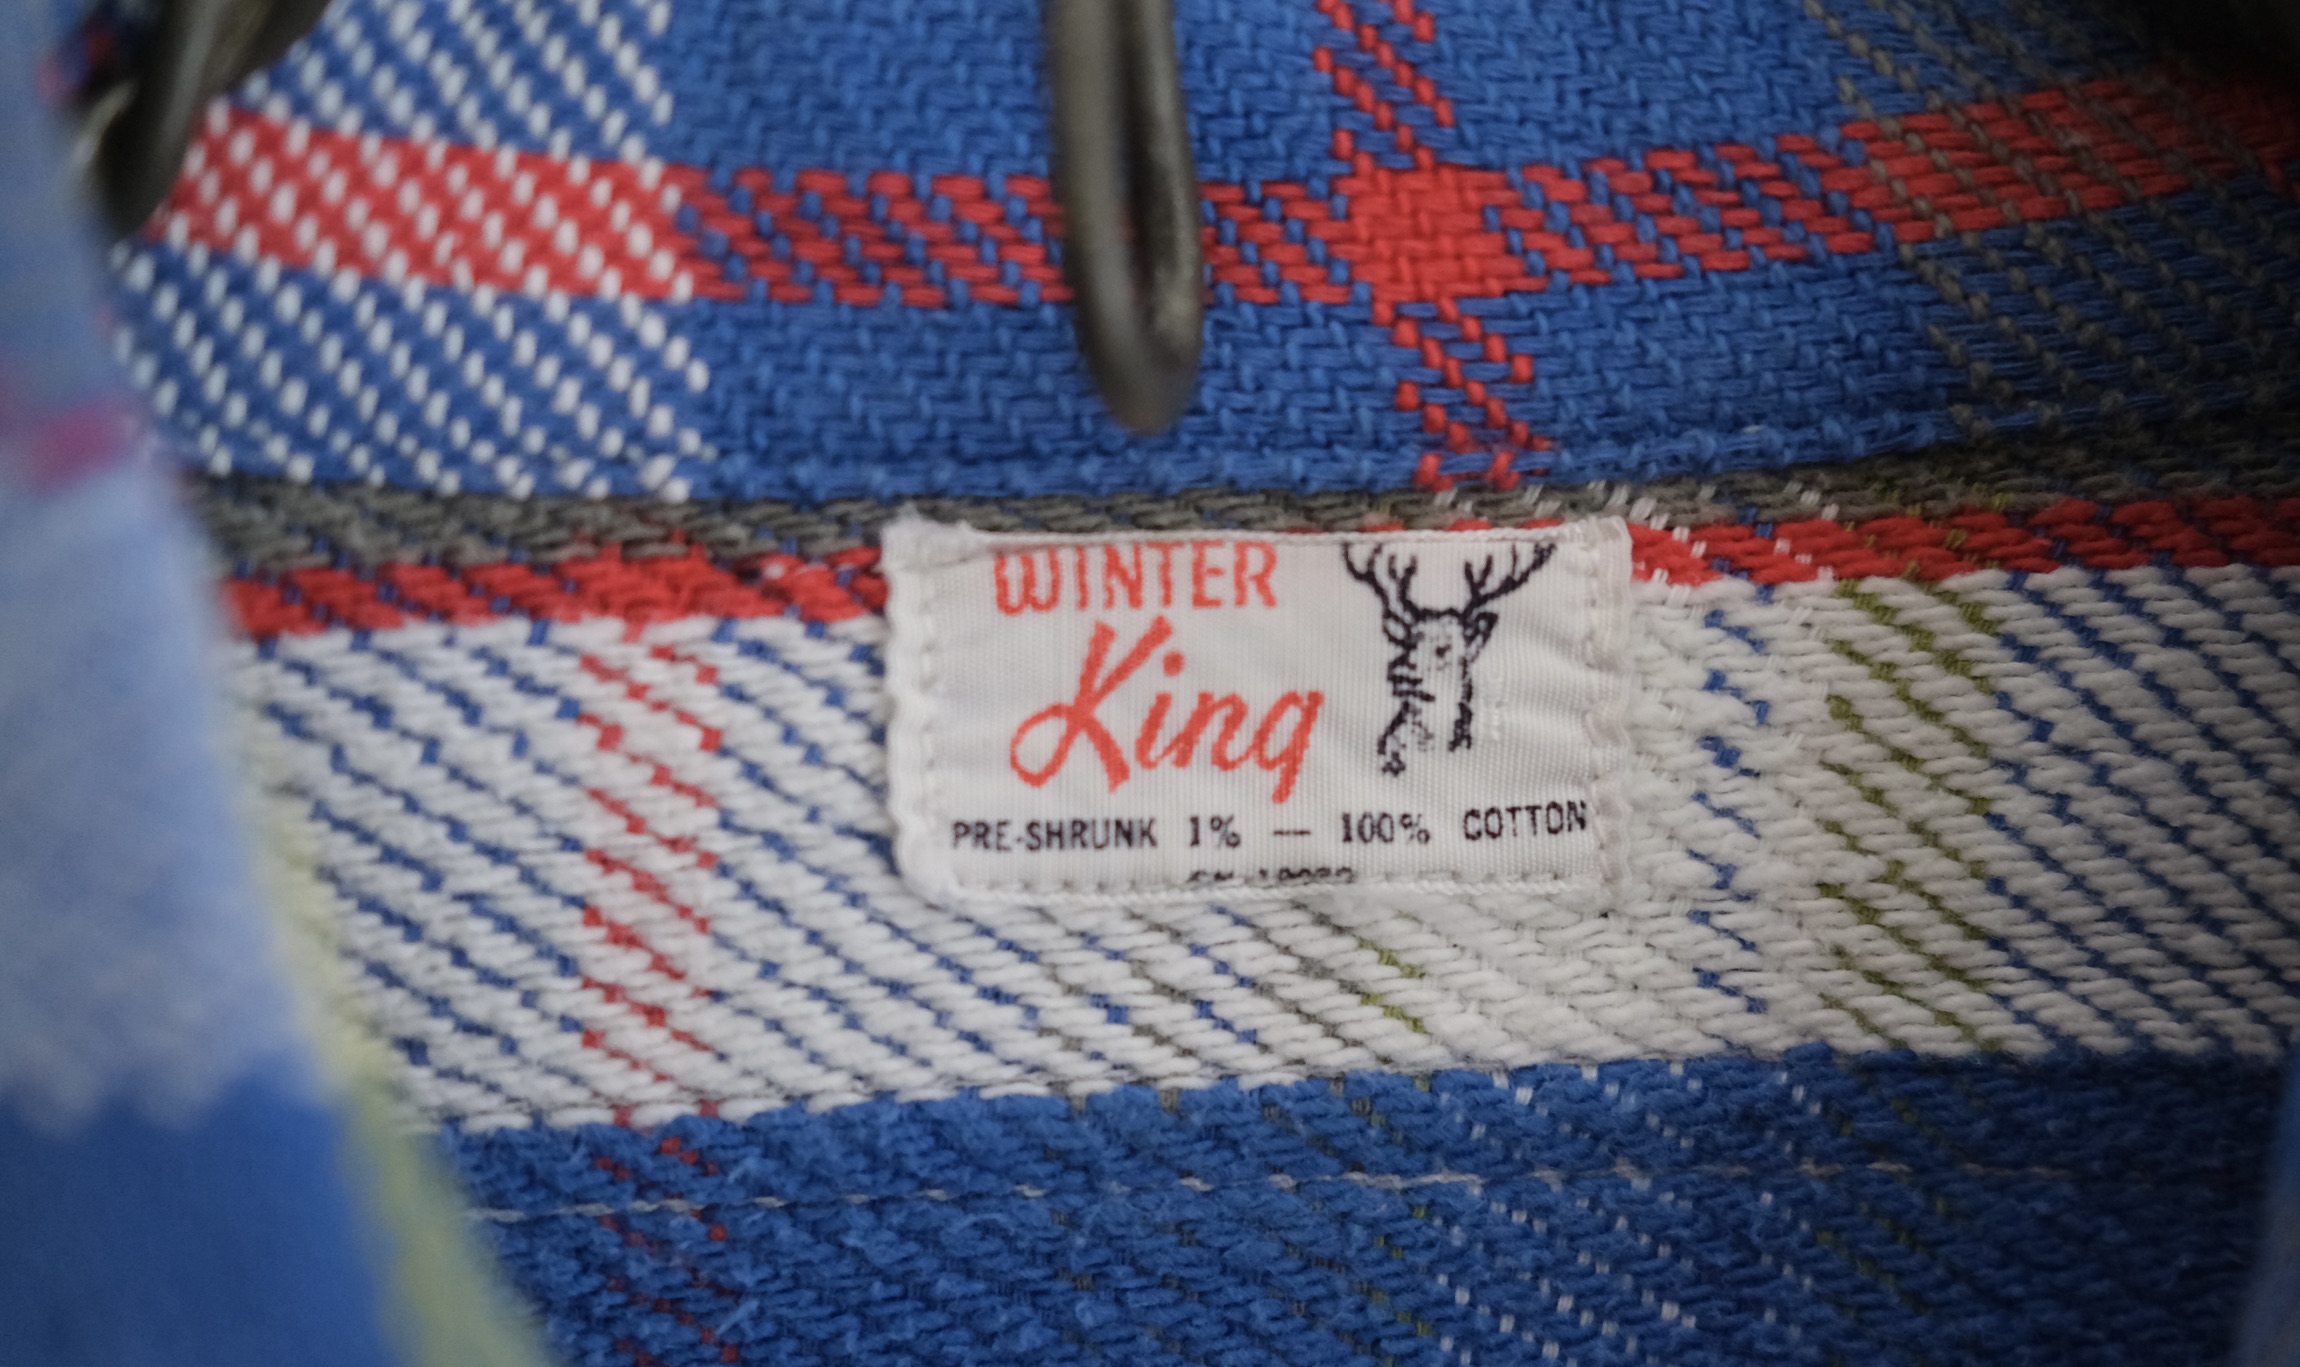 WINTER
King
PRE-SHRUNK 1% — 100% COTTON